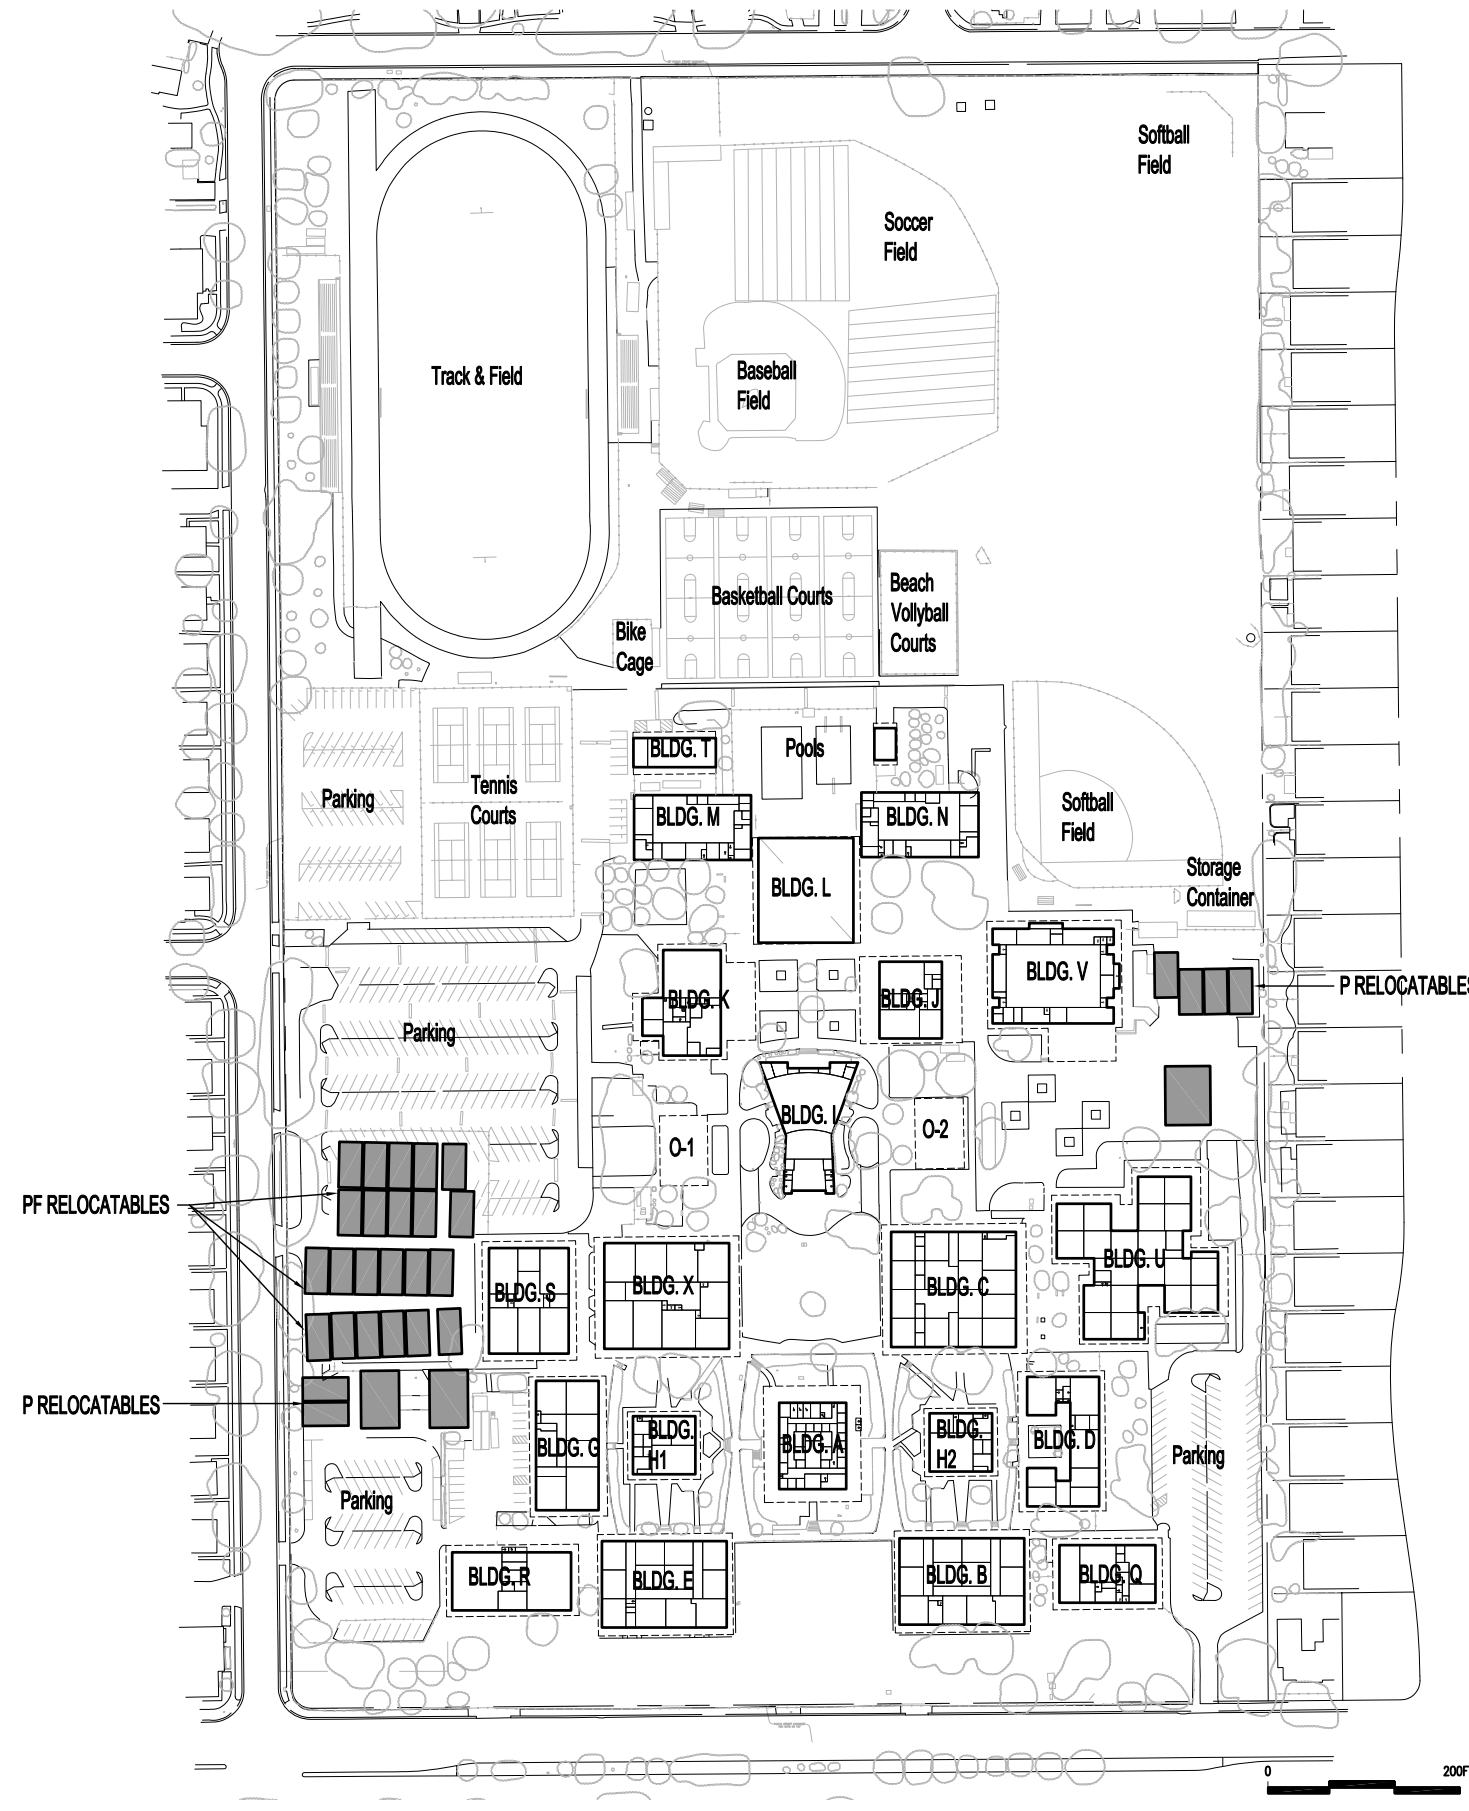 Softball
Field
Soccer
Field
Track & Field
Baseball
Field
Basketball Courts
Beach
Vollyball
Courts
Bike
Cage
BLDG. T
Pools
Parking
Tennis
Courts
BLDG. M
BLDG. N
Softball
Field
Storage
Container
BLDG. L
BLDG. V
P RELOCATABLES
BLDG. K
BLDG. J
Parking
BLDG. I
O-1
O-2
PF RELOCATABLES
BLDG. S
BLDG. X
BLDG. C
BLDG. U
P RELOCATABLES
BLDG. G
BLDG.
H1
BLDG. A
BLDG.
H2
BLDG. D
Parking
Parking
BLDG. R
BLDG. E
BLDG. B
BLDG. Q
0
200F